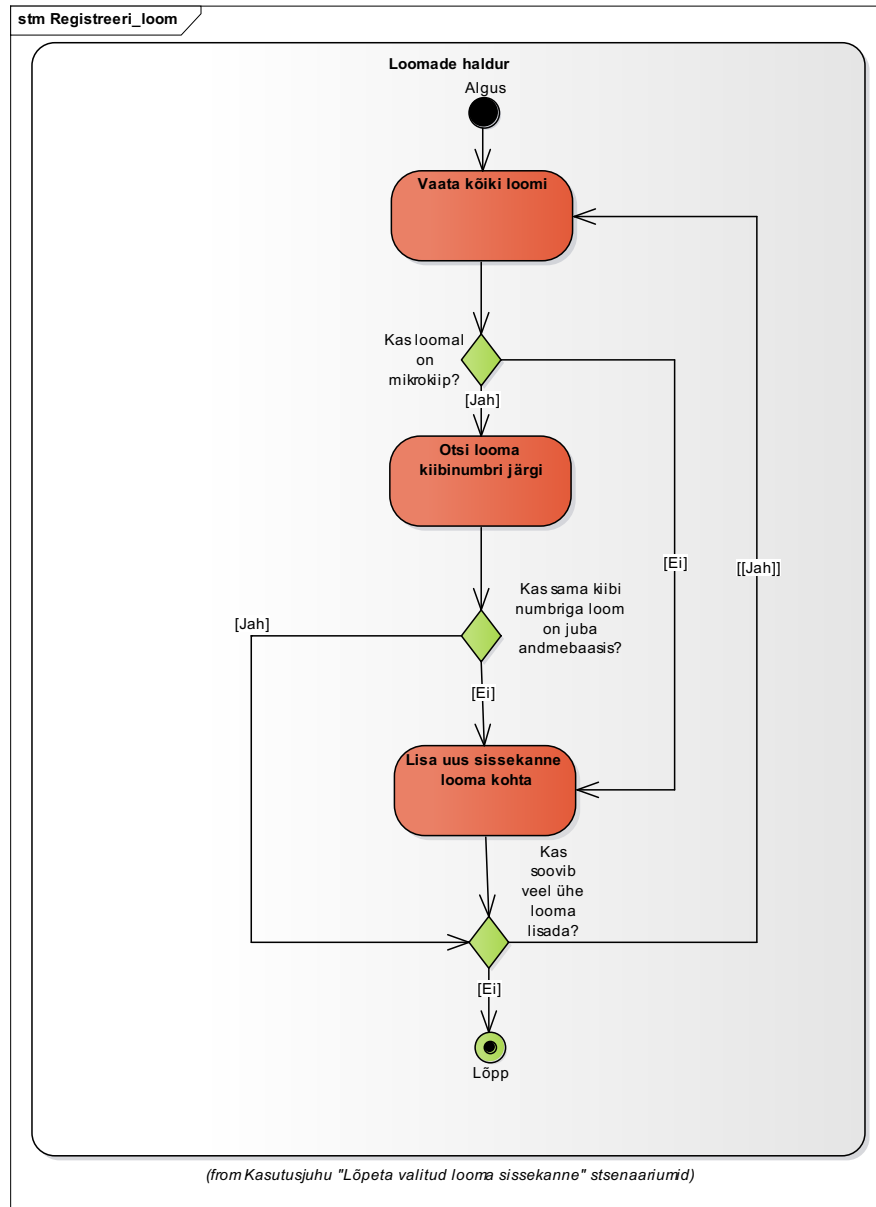 stm Registreeri_loom
Loomade haldur
Algus
Vaata kõiki loomi
Kas loomal
on
mikrokiip?
[Jah]
Otsi looma
kiibinumbri järgi
[Ei]
[[Jah]]
Kas sama kiibi
numbriga loom
on juba
andmebaasis?
[Jah]
[Ei]
Lisa uus sissekanne
looma kohta
Kas
soovib
veel ühe
looma
lisada?
[Ei]
Lõpp
(from Kasutusjuhu "Lõpeta valitud looma sissekanne" stsenaariumid)